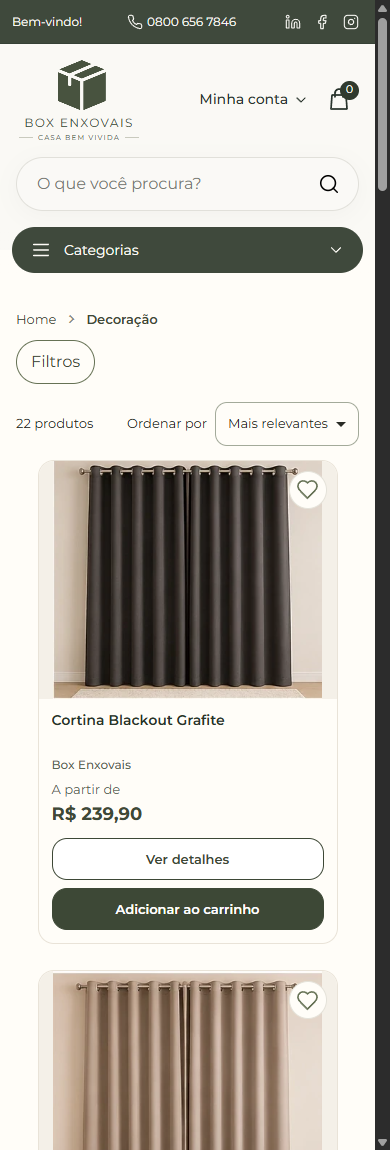 Bem-vindo!
0800 656 7846
BOX ENXOVAIS
CASA BEM VIVIDA
Minha conta
0
O que você procura?
Categorias
Home
Decoração
Filtros
22 produtos
Ordenar por
Mais relevantes
Cortina Blackout Grafite
Box Enxovais
A partir de
R$ 239,90
Ver detalhes
Adicionar ao carrinho